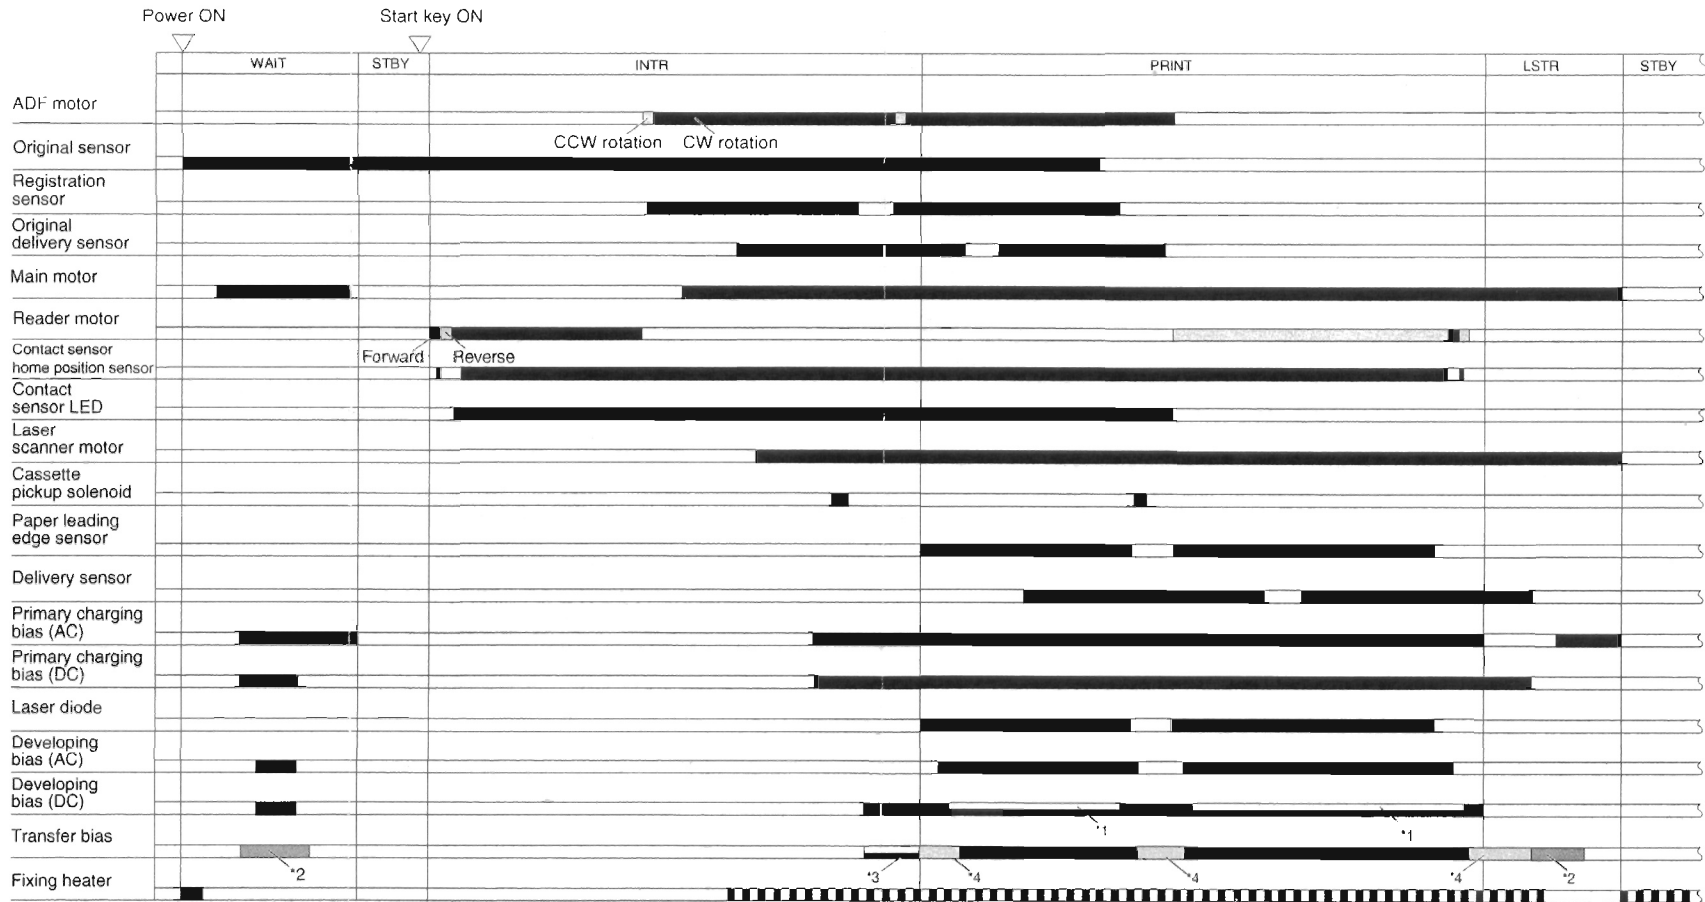 Power ON
Start key ON
WAIT
STBY
INTR
PRINT
LSTR
STBY
ADF motor
CCW rotation
CW rotation
Original sensor
Registration
sensor
Original
delivery sensor
Main motor
Reader motor
Forward
Reverse
Contact sensor
home position sensor
Contact
sensor LED
Laser
scanner motor
Cassette
pickup solenoid
Paper leading
edge sensor
Delivery sensor
Primary charging
bias (AC)
Primary charging
bias (DC)
Laser diode
Developing
bias (AC)
Developing
bias (DC)
*1
*1
Transfer bias
*2
*3
*4
*4
*4
*2
Fixing heater